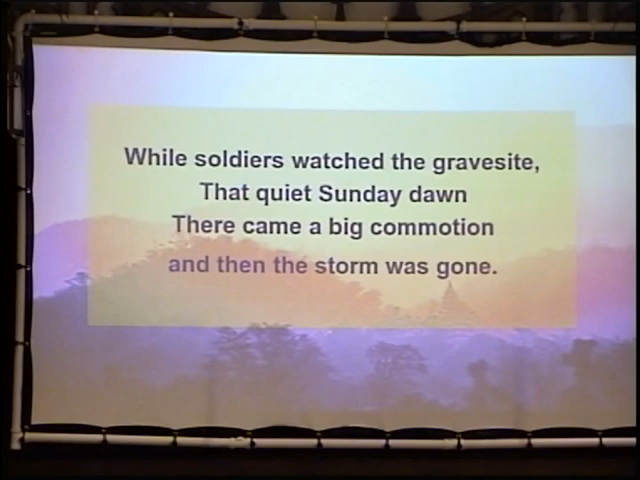 While soldiers watched the gravesite,
That quiet Sunday dawn
There came a big commotion
and then the storm was gone.